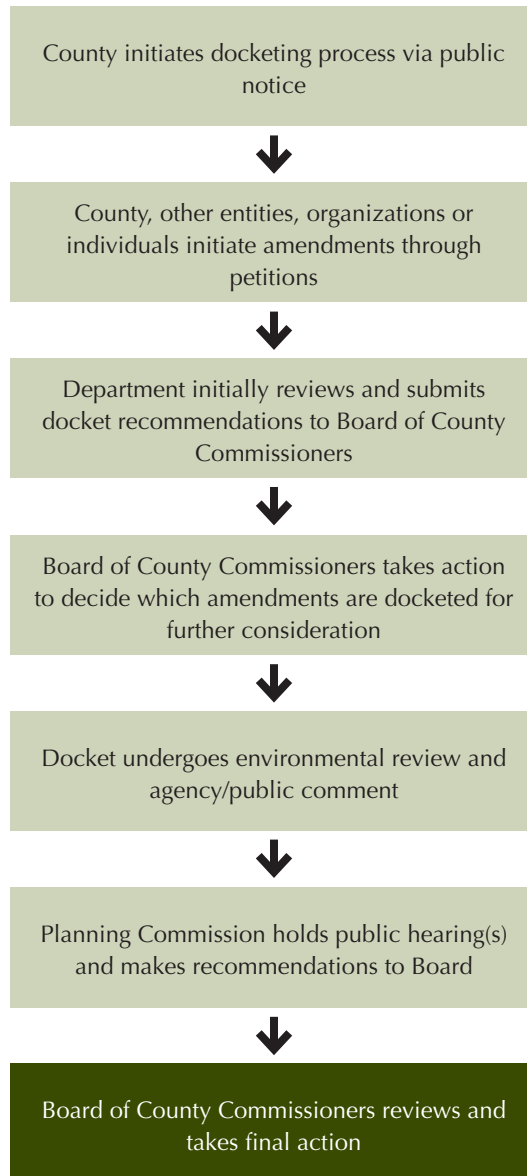 County initiates docketing process via public
notice
County, other entities, organizations or
individuals initiate amendments through
petitions
Department initially reviews and submits
docket recommendations to Board of County
Commissioners
Board of County Commissioners takes action
to decide which amendments are docketed for
further consideration
Docket undergoes environmental review and
agency/public comment
Planning Commission holds public hearing(s)
and makes recommendations to Board
Board of County Commissioners reviews and
takes final action